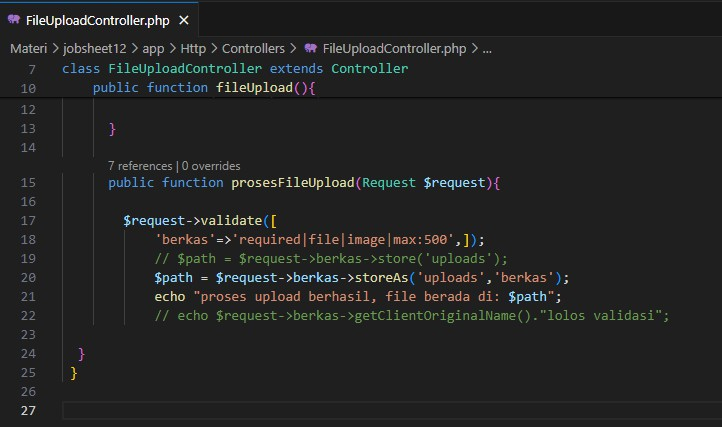 FileUploadController.php ×
Materi > jobsheet12 > app > Http > Controllers > FileUploadController.php > ...
7 class FileUploadController extends Controller
10 public function fileUpload(){
12
13 }
14
7 references | 0 overrides
15 public function prosesFileUpload(Request $request){
16
17 $request->validate([
18 'berkas'=>'required|file|image|max:500',]);
19 // $path = $request->berkas->store('uploads');
20 $path = $request->berkas->storeAs('uploads','berkas');
21 echo "proses upload berhasil, file berada di: $path";
22 // echo $request->berkas->getClientOriginalName()."lolos validasi";
23
24 }
25 }
26
27